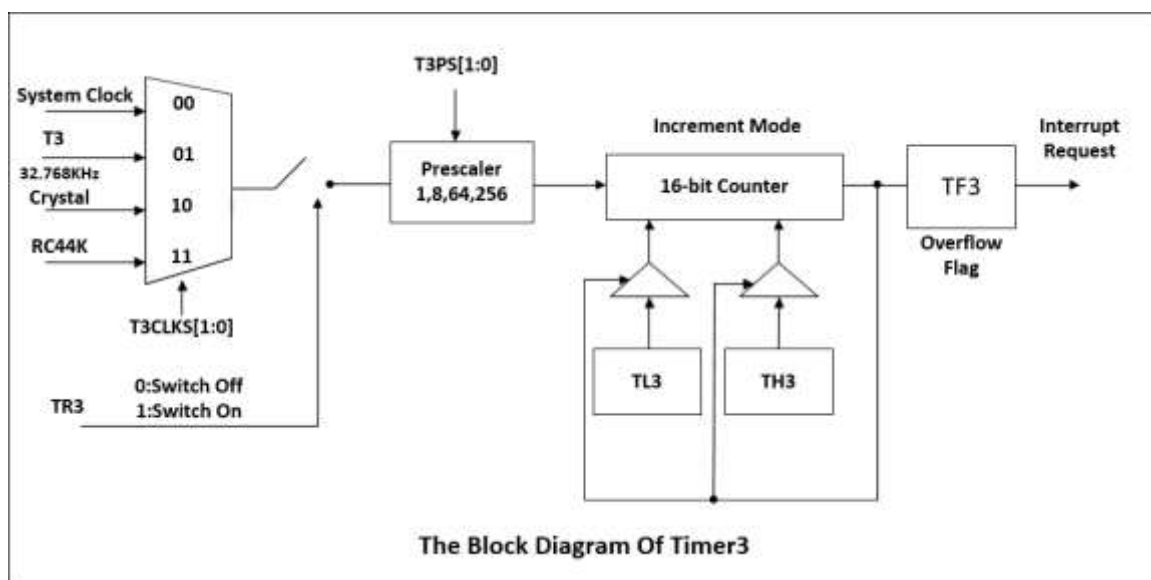 T3PS[1:0]
System Clock
00
T3
01
32.768KHz
Crystal
10
RC44K
11
T3CLKS[1:0]
TR3
0:Switch Off
1:Switch On
Prescaler
1,8,64,256
Increment Mode
16-bit Counter
TL3
TH3
TF3
Overflow
Flag
Interrupt
Request
The Block Diagram Of Timer3